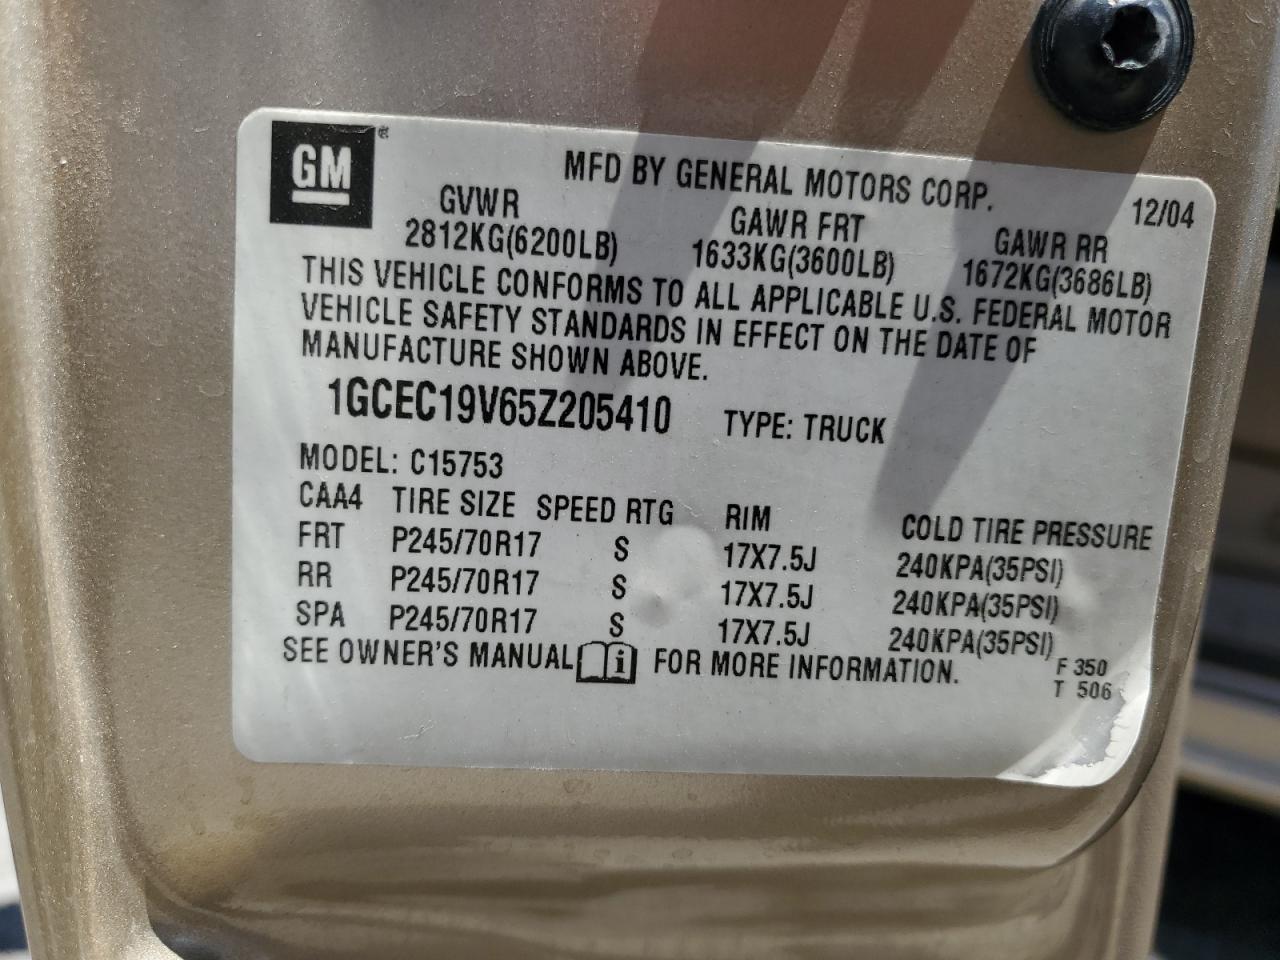 GM ®
MFD BY GENERAL MOTORS CORP. 12/04
GVWR GAWR FRT GAWR RR
2812KG(6200LB) 1633KG(3600LB) 1672KG(3686LB)
THIS VEHICLE CONFORMS TO ALL APPLICABLE U.S. FEDERAL MOTOR
VEHICLE SAFETY STANDARDS IN EFFECT ON THE DATE OF
MANUFACTURE SHOWN ABOVE.
1GCEC19V65Z205410 TYPE: TRUCK
MODEL: C15753
CAA4 TIRE SIZE SPEED RTG RIM COLD TIRE PRESSURE
FRT P245/70R17 S 17X7.5J 240KPA(35PSI)
RR P245/70R17 S 17X7.5J 240KPA(35PSI)
SPA P245/70R17 S 17X7.5J 240KPA(35PSI)
SEE OWNER'S MANUAL i FOR MORE INFORMATION.
F 350
T 506